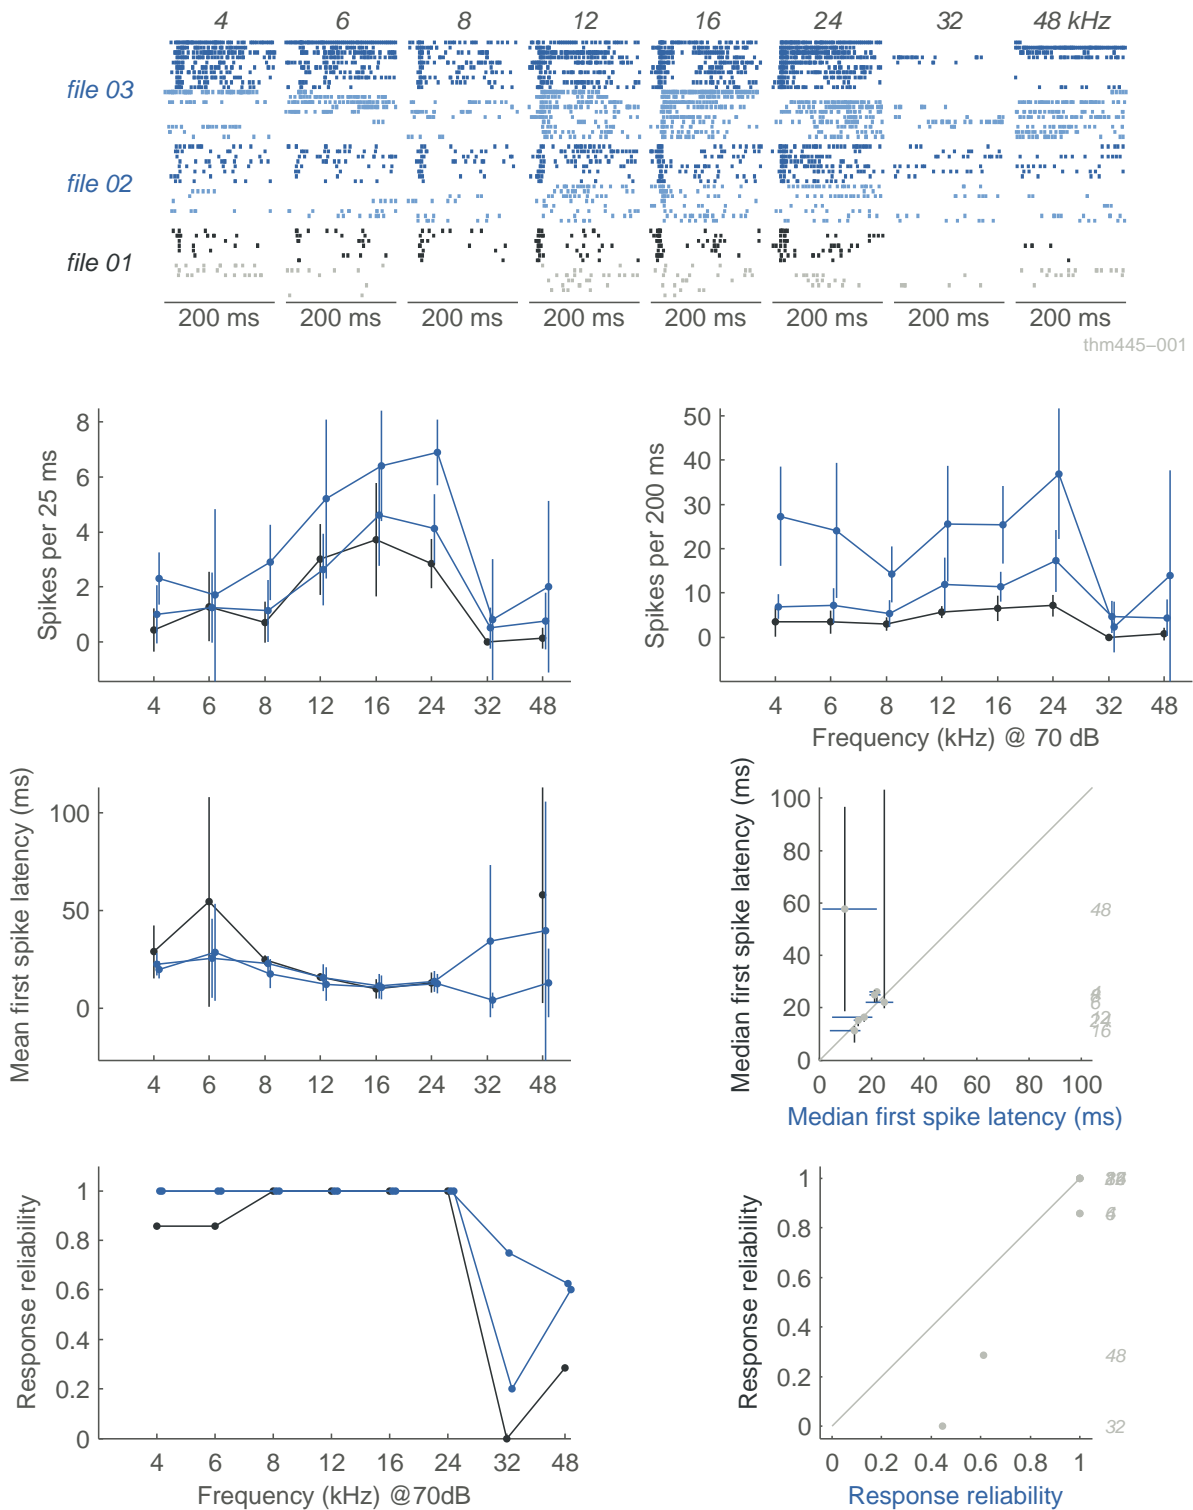 4 6 8 12 16 24 32 48 kHz
file 03
file 02
file 01
200 ms 200 ms 200 ms 200 ms 200 ms 200 ms 200 ms 200 ms
thm445–001
Spikes per 25 ms
8
6
4
2
0
4 6 8 12 16 24 32 48
Spikes per 200 ms
50
40
30
20
10
0
4 6 8 12 16 24 32 48
Frequency (kHz) @ 70 dB
Mean first spike latency (ms)
100
50
0
4 6 8 12 16 24 32 48
Median first spike latency (ms)
100
80
60
40
20
0
0 20 40 60 80 100
Median first spike latency (ms)
48
16
Response reliability
1
0.8
0.6
0.4
0.2
0
4 6 8 12 16 24 32 48
Frequency (kHz) @70dB
Response reliability
1
0.8
0.6
0.4
0.2
0
0 0.2 0.4 0.6 0.8 1
Response reliability
48
32